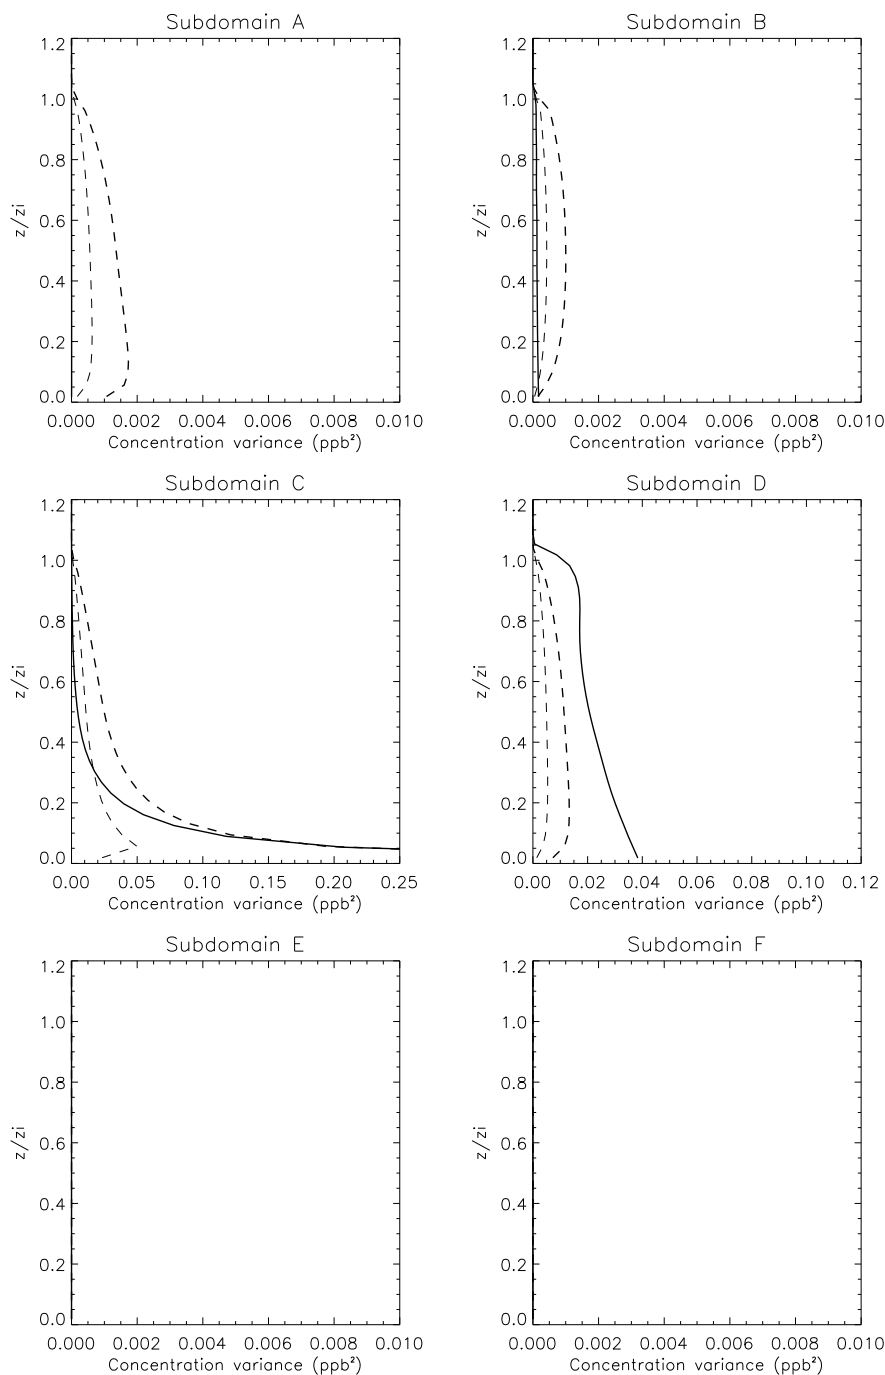 Subdomain A
1.2
1.0
0.8
0.6
0.4
0.2
0.0
z/zi
0.000 0.002 0.004 0.006 0.008 0.010
Concentration variance (ppb²)
Subdomain B
1.2
1.0
0.8
0.6
0.4
0.2
0.0
z/zi
0.000 0.002 0.004 0.006 0.008 0.010
Concentration variance (ppb²)
Subdomain C
1.2
1.0
0.8
0.6
0.4
0.2
0.0
z/zi
0.00 0.05 0.10 0.15 0.20 0.25
Concentration variance (ppb²)
Subdomain D
1.2
1.0
0.8
0.6
0.4
0.2
0.0
z/zi
0.00 0.02 0.04 0.06 0.08 0.10 0.12
Concentration variance (ppb²)
Subdomain E
1.2
1.0
0.8
0.6
0.4
0.2
0.0
z/zi
0.000 0.002 0.004 0.006 0.008 0.010
Concentration variance (ppb²)
Subdomain F
1.2
1.0
0.8
0.6
0.4
0.2
0.0
z/zi
0.000 0.002 0.004 0.006 0.008 0.010
Concentration variance (ppb²)